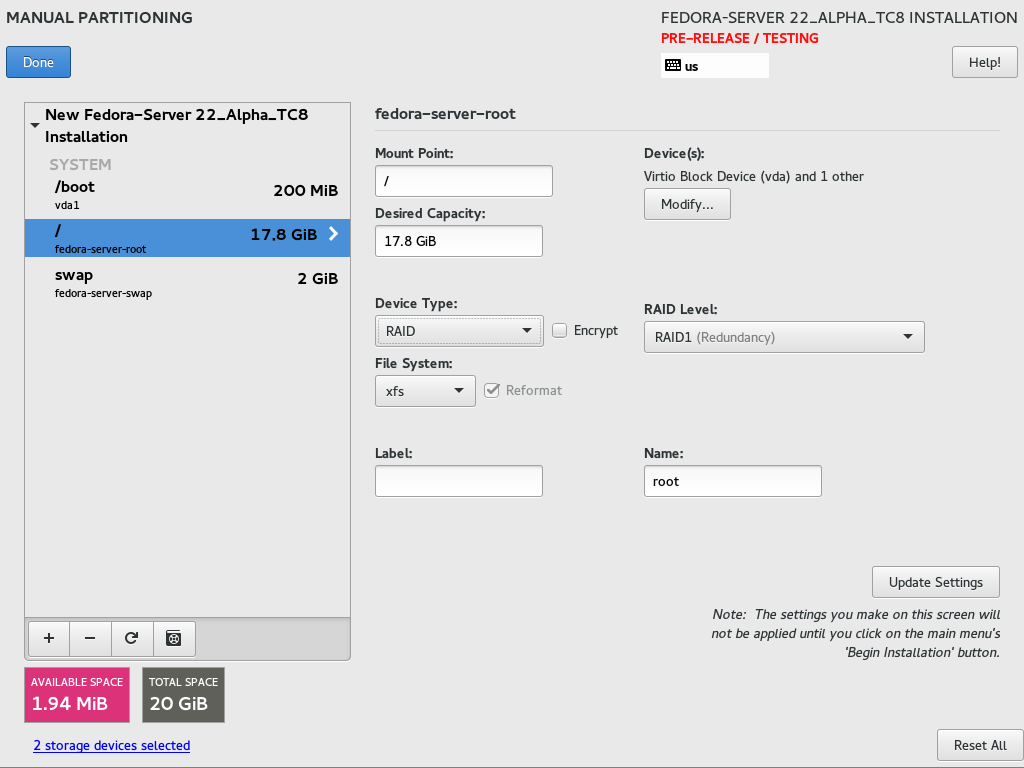 MANUAL PARTITIONING
FEDORA-SERVER 22_ALPHA_TC8 INSTALLATION
PRE-RELEASE / TESTING
Done
us
Help!
New Fedora-Server 22_Alpha_TC8
Installation
SYSTEM
/boot
200 MiB
vda1
/
17.8 GiB
fedora-server-root
swap
2 GiB
fedora-server-swap
+ −
AVAILABLE SPACE
1.94 MiB
TOTAL SPACE
20 GiB
2 storage devices selected
fedora-server-root
Mount Point:
/
Desired Capacity:
17.8 GiB
Device(s):
Virtio Block Device (vda) and 1 other
Modify...
Device Type:
RAID
Encrypt
RAID Level:
RAID1 (Redundancy)
File System:
xfs
Reformat
Label:
Name:
root
Update Settings
Note: The settings you make on this screen will
not be applied until you click on the main menu's
'Begin Installation' button.
Reset All